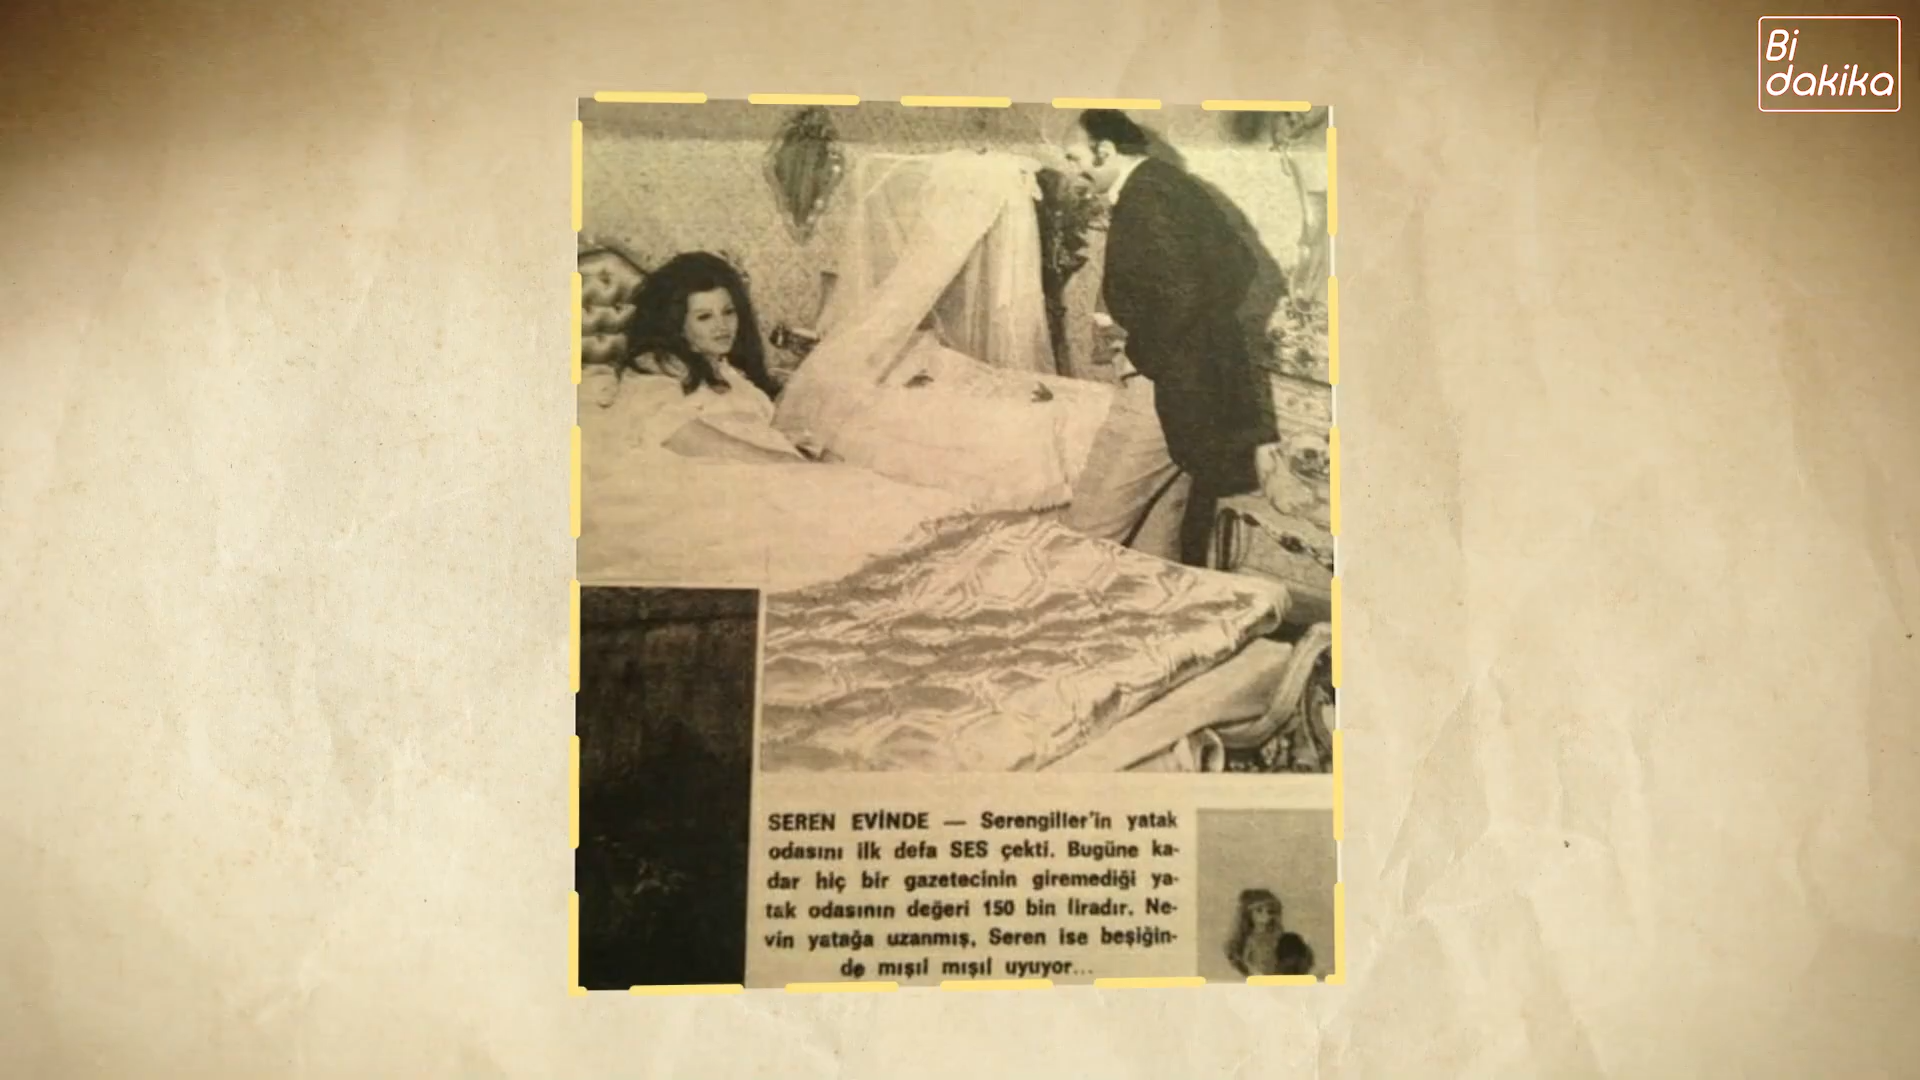 Bi
dakika
SEREN EVİNDE — Serengiller'in yatak
odasını ilk defa SES çekti. Bugüne ka-
dar hiç bir gazetecinin giremediği ya-
tak odasının değeri 150 bin liradır. Ne-
vin yatağa uzanmış, Seren ise beşiğin-
de mışıl mışıl uyuyor...